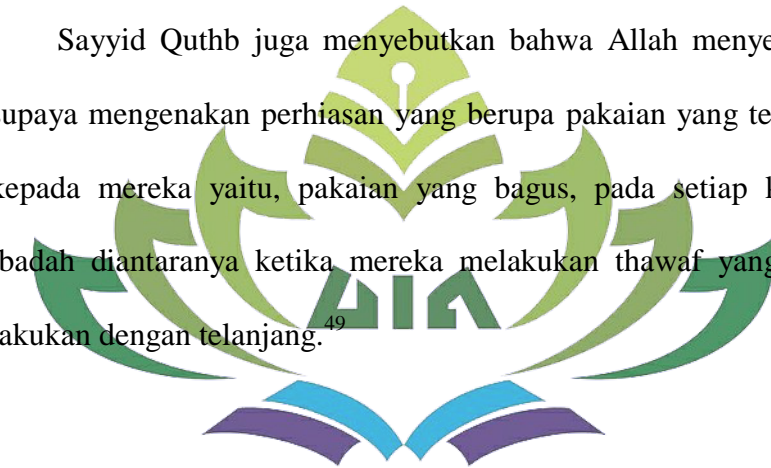 Sayyid Quthb juga menyebutkan bahwa Allah menye
upaya mengenakan perhiasan yang berupa pakaian yang te
kepada mereka yaitu, pakaian yang bagus, pada setiap
badah diantaranya ketika mereka melakukan thawaf yang
akukan dengan telanjang.⁴⁹